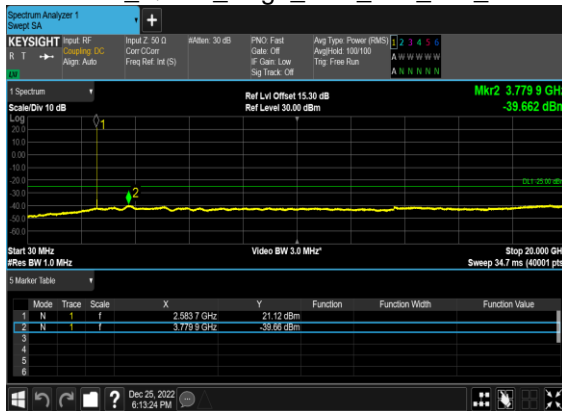 Spectrum Analyzer 1
Swept SA
+
KEYSIGHT Input: RF Input Z: 50 Ω #Atten: 30 dB PNO: Fast Avg Type: Power (RMS) 1 2 3 4 5 6
R T Coupling: DC Corr CCorr Gate: Off Avg|Hold: 100/100 A W W W W W
Align: Auto Freq Ref: Int (S) IF Gain: Low Trig: Free Run
Sig Track: Off A N N N N N
1 Spectrum Ref Lvl Offset 15.30 dB Mkr2 3.779 9 GHz
Scale/Div 10 dB Ref Level 30.00 dBm -39.662 dBm
Log
20.0
10.0
0.00
-10.0
-20.0
-30.0
-40.0
-50.0
-60.0
1
2
DL1 -25.00 dBm
Start 30 MHz Video BW 3.0 MHz* Stop 20.000 GHz
#Res BW 1.0 MHz Sweep 34.7 ms (40001 pts)
5 Marker Table
Mode Trace Scale X Y Function Function Width Function Value
1 N 1 f 2.583 7 GHz 21.12 dBm
2 N 1 f 3.779 9 GHz -39.66 dBm
3
4
5
6
? Dec 25, 2022
6:13:24 PM